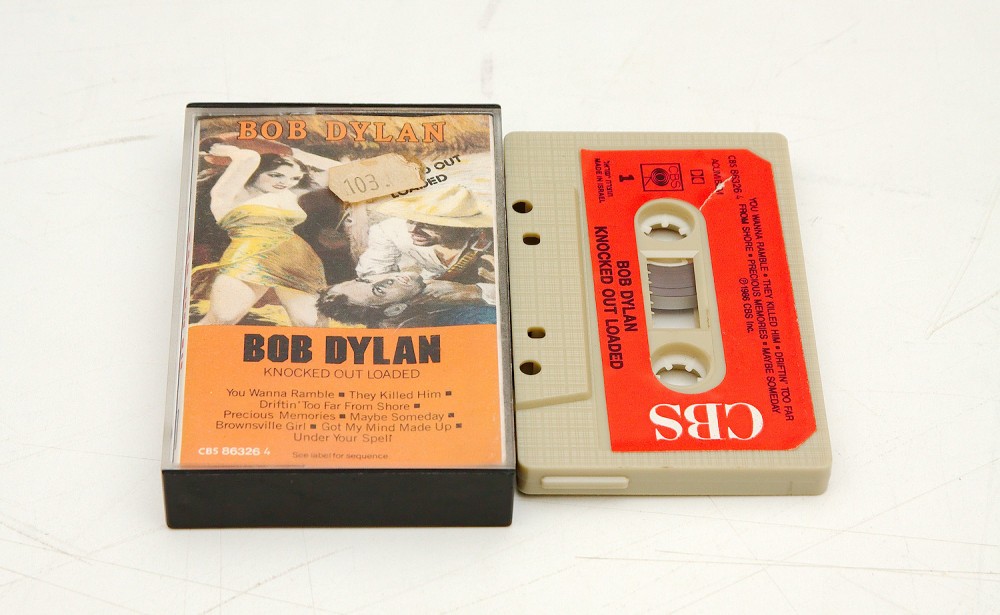 BOB DYLAN
D OUT
LOADED
103.
BOB DYLAN
KNOCKED OUT LOADED
You Wanna Ramble ■ They Killed Him ■
Driftin' Too Far From Shore ■
Precious Memories ■ Maybe Someday ■
Brownsville Girl ■ Got My Mind Made Up ■
Under Your Spell
CBS 86326 4
See label for sequence.
CBS 86326 4
YOU WANNA RAMBLE ■ THEY KILLED HIM ■ DRIFTIN' TOO FAR
FROM SHORE ■ PRECIOUS MEMORIES ■ MAYBE SOMEDAY
℗ 1986 CBS Inc.
CBS
1
MADE IN ISRAEL
BOB DYLAN
KNOCKED OUT LOADED
CBS